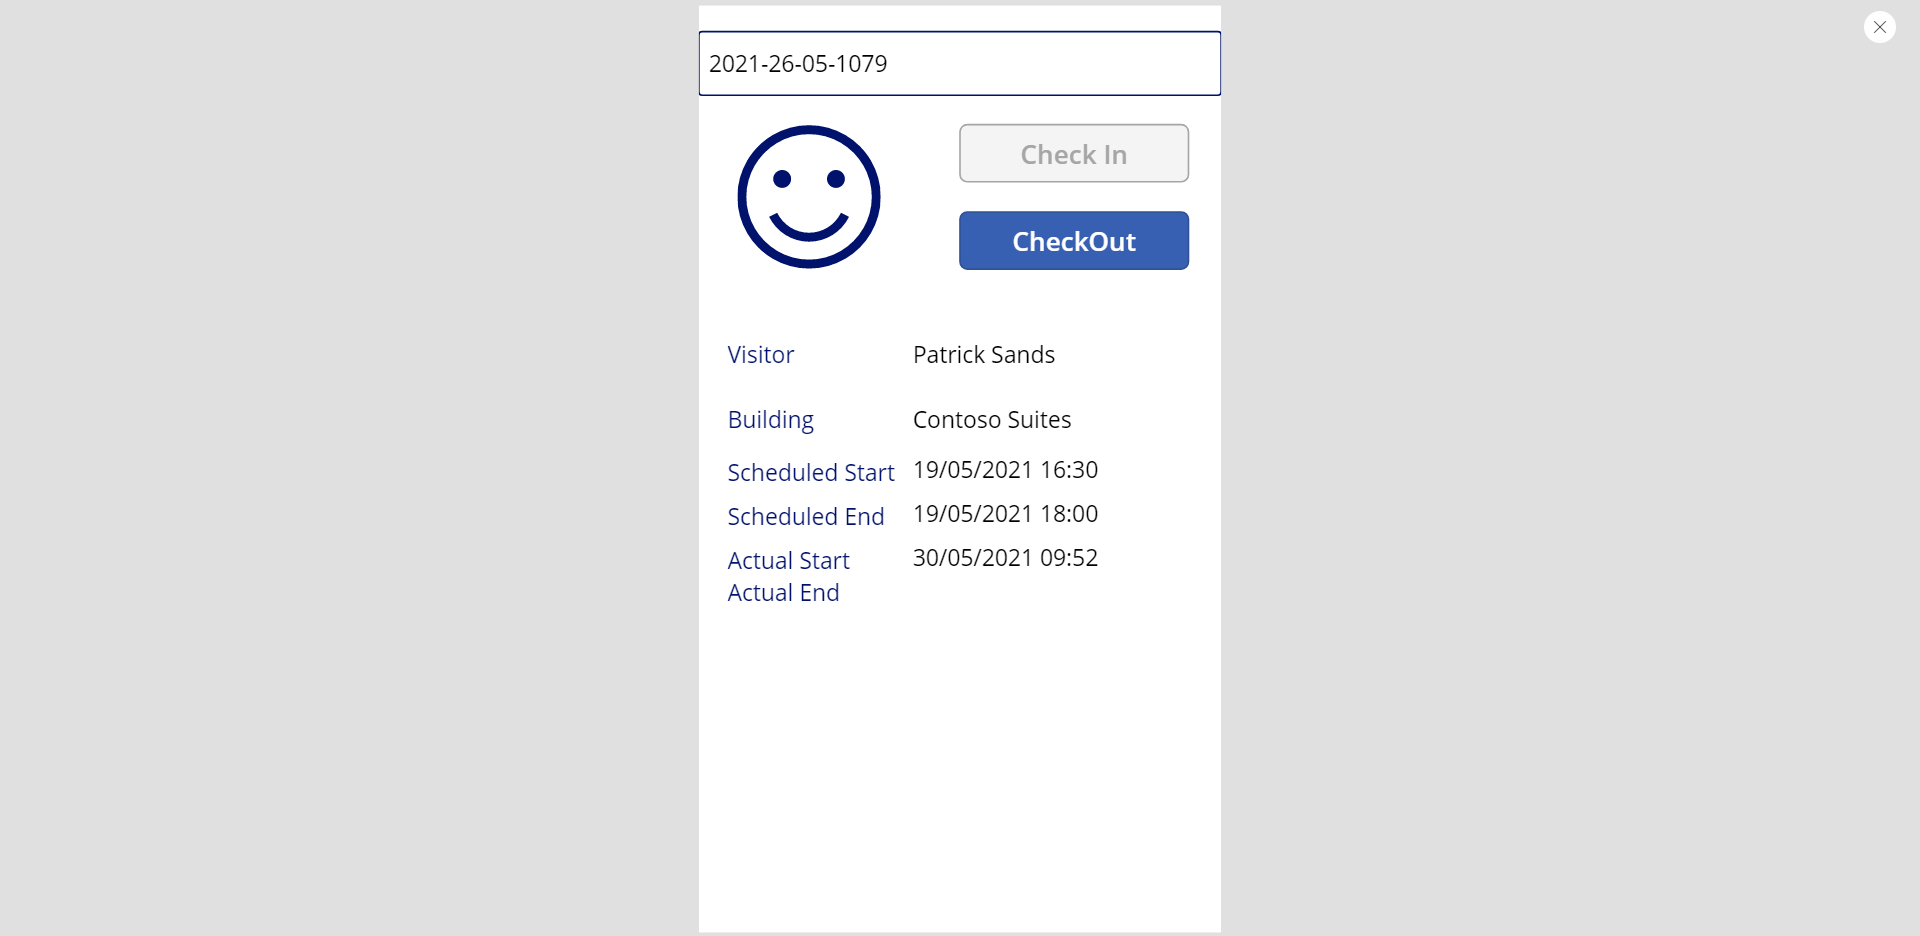 2021-26-05-1079
Check In
CheckOut
Visitor Patrick Sands
Building Contoso Suites
Scheduled Start 19/05/2021 16:30
Scheduled End 19/05/2021 18:00
Actual Start 30/05/2021 09:52
Actual End